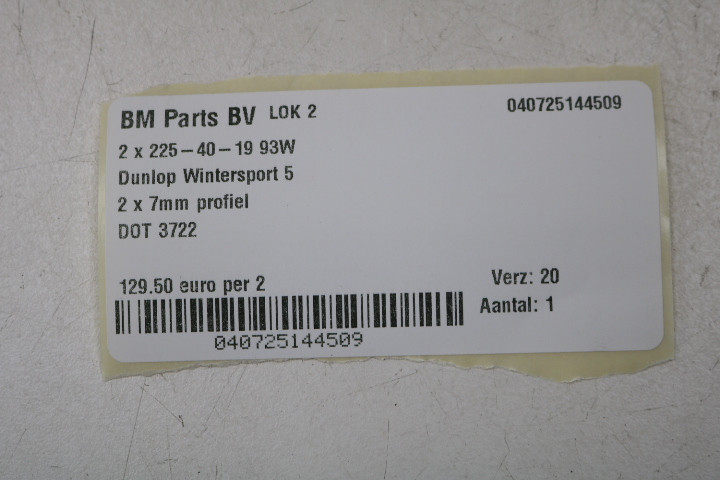 BM Parts BV LOK 2 040725144509
2 x 225-40-19 93W
Dunlop Wintersport 5
2 x 7mm profiel
DOT 3722
129.50 euro per 2 Verz: 20
Aantal: 1
040725144509